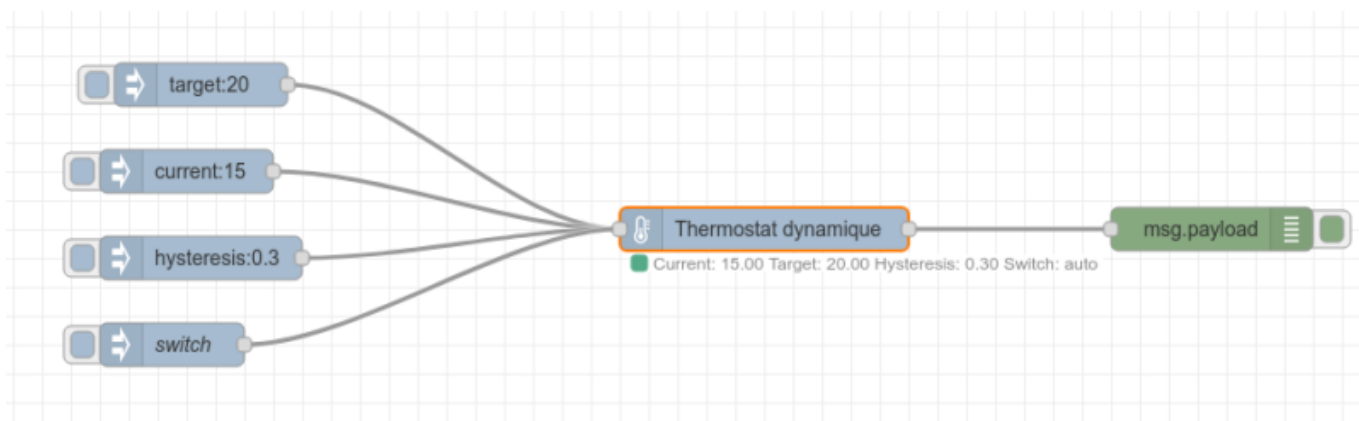 target:20
current:15
Thermostat dynamique
msg.payload
hysteresis:0.3
Current: 15.00 Target: 20.00 Hysteresis: 0.30 Switch: auto
switch